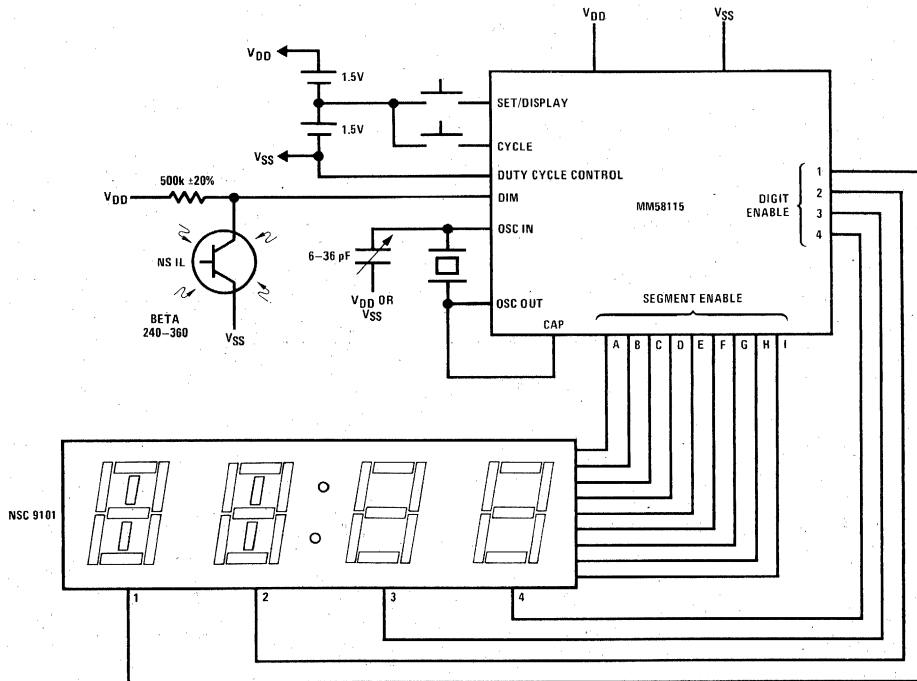 VDD
VSS
VDD
1.5V
1.5V
VSS
SET/DISPLAY
CYCLE
DUTY CYCLE CONTROL
DIM
OSC IN
OSC OUT
CAP
MM58115
DIGIT
ENABLE
1
2
3
4
SEGMENT ENABLE
A B C D E F G H I
500k ±20%
VDD
NS IL
BETA
240–360
VSS
6–36 pF
VDD OR
VSS
NSC 9101
1 2 3 4